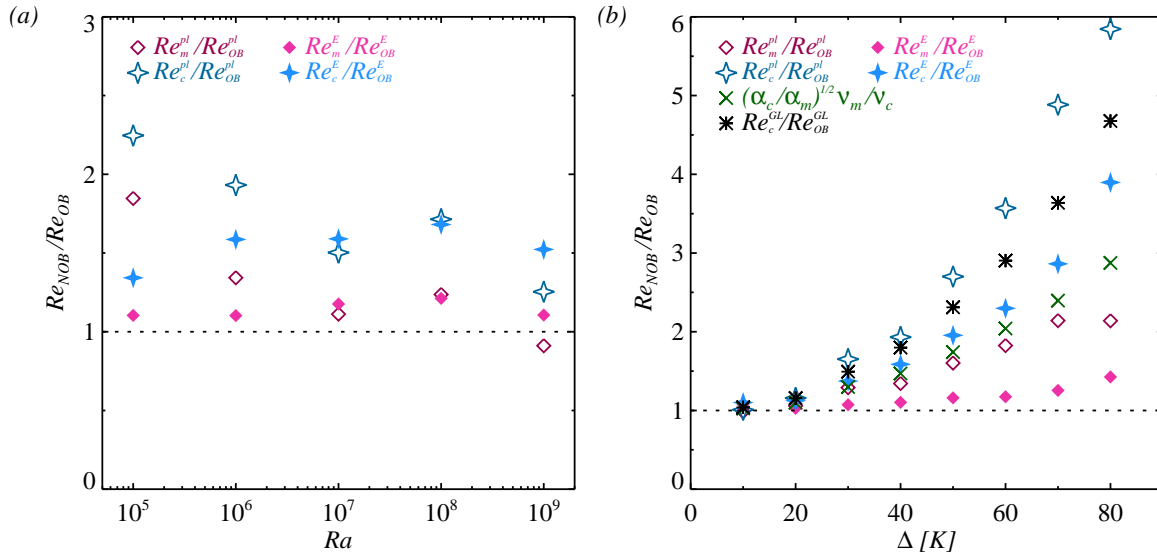 (a)
3
2
1
0
Re_NOB/Re_OB
Re_m^pl/Re_OB^pl
Re_m^E/Re_OB^E
Re_c^pl/Re_OB^pl
Re_c^E/Re_OB^E
10^5
10^6
10^7
10^8
10^9
Ra
(b)
6
5
4
3
2
1
0
Re_NOB/Re_OB
Re_m^pl/Re_OB^pl
Re_m^E/Re_OB^E
Re_c^pl/Re_OB^pl
Re_c^E/Re_OB^E
(α_c/α_m)^1/2 ν_m/ν_c
Re_c^GL/Re_OB^GL
0
20
40
60
80
Δ [K]